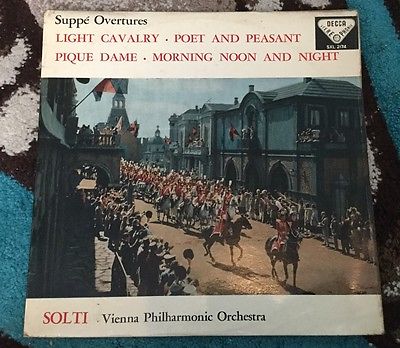 Suppé Overtures
LIGHT CAVALRY · POET AND PEASANT
PIQUE DAME · MORNING NOON AND NIGHT
DECCA
SXL 2174
SOLTI . Vienna Philharmonic Orchestra